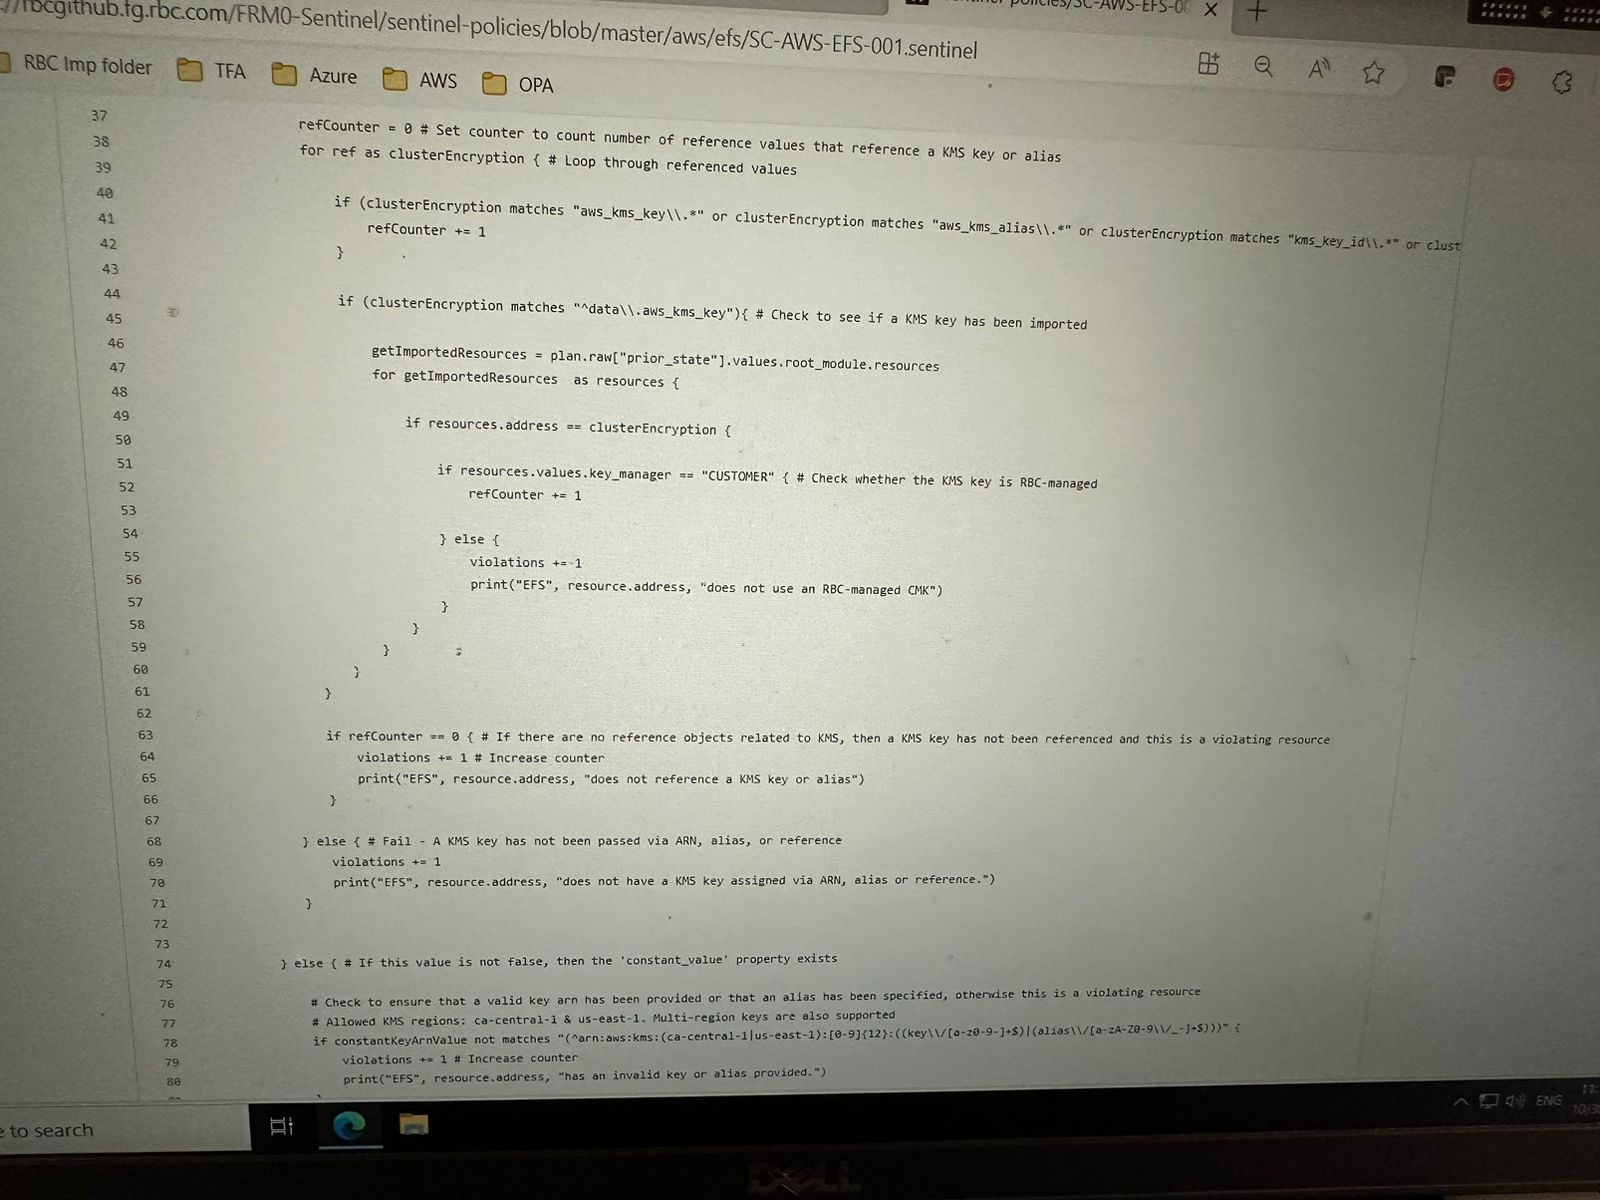 rbcgithub.fg.rbc.com/FRM0-Sentinel/sentinel-policies/blob/master/aws/efs/SC-AWS-EFS-001.sentinel
RBC Imp folder TFA Azure AWS OPA
37
38 refCounter = 0 # Set counter to count number of reference values that reference a KMS key or alias
39 for ref as clusterEncryption { # Loop through referenced values
40
41 if (clusterEncryption matches "aws_kms_key\\.*" or clusterEncryption matches "aws_kms_alias\\.*" or clusterEncryption matches "kms_key_id\\.*" or clust
42 refCounter += 1
43 }
44
45 if (clusterEncryption matches "^data\\.aws_kms_key"){ # Check to see if a KMS key has been imported
46
47 getImportedResources = plan.raw["prior_state"].values.root_module.resources
48 for getImportedResources as resources {
49
50 if resources.address == clusterEncryption {
51
52 if resources.values.key_manager == "CUSTOMER" { # Check whether the KMS key is RBC-managed
53 refCounter += 1
54
55 } else {
56 violations += 1
57 print("EFS", resource.address, "does not use an RBC-managed CMK")
58 }
59 }
60 }
61 }
62 }
63 if refCounter == 0 { # If there are no reference objects related to KMS, then a KMS key has not been referenced and this is a violating resource
64 violations += 1 # Increase counter
65 print("EFS", resource.address, "does not reference a KMS key or alias")
66 }
67
68 } else { # Fail - A KMS key has not been passed via ARN, alias, or reference
69 violations += 1
70 print("EFS", resource.address, "does not have a KMS key assigned via ARN, alias or reference.")
71 }
72
73
74 } else { # If this value is not false, then the 'constant_value' property exists
75
76 # Check to ensure that a valid key arn has been provided or that an alias has been specified, otherwise this is a violating resource
77 # Allowed KMS regions: ca-central-1 & us-east-1. Multi-region keys are also supported
78 if constantKeyArnValue not matches "(^arn:aws:kms:(ca-central-1|us-east-1):[0-9]{12}:((key\\/[a-z0-9-]+$)|(alias\\/[a-zA-Z0-9\\/_-]+$)))" {
79 violations += 1 # Increase counter
80 print("EFS", resource.address, "has an invalid key or alias provided.")
to search
ENG
DELL